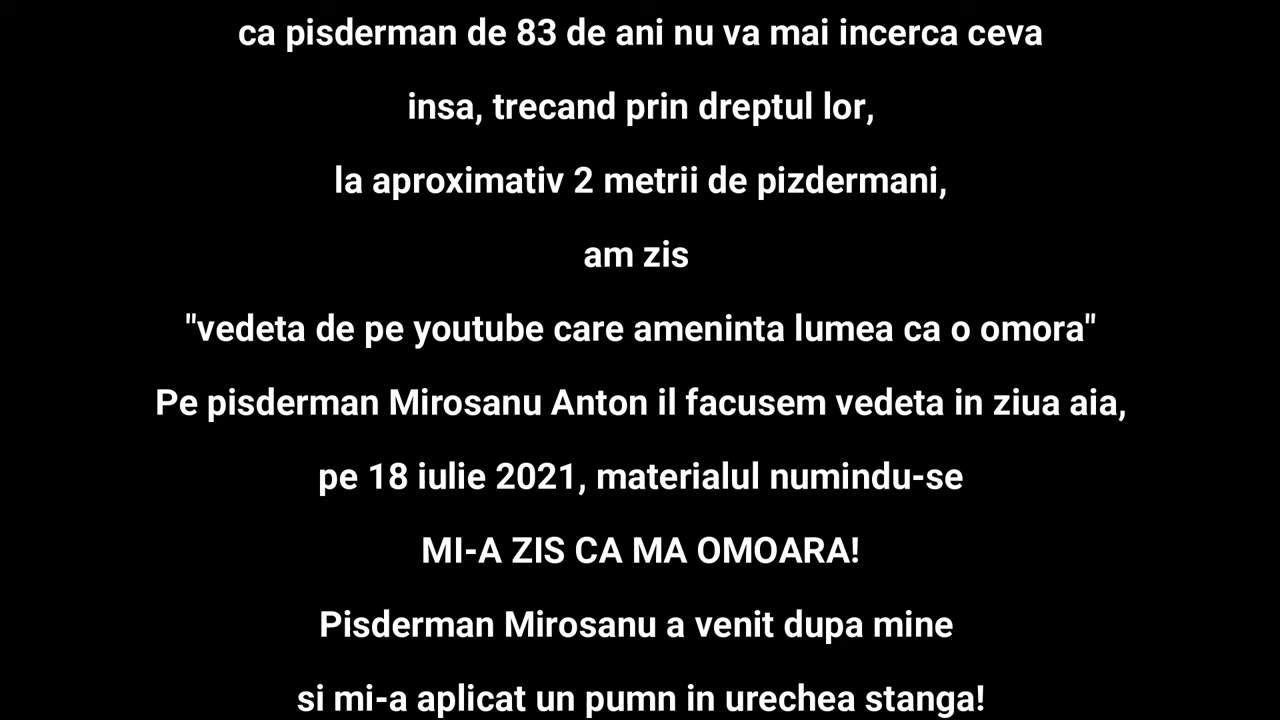 ca pisderman de 83 de ani nu va mai incerca ceva
insa, trecand prin dreptul lor,
la aproximativ 2 metrii de pizdermani,
am zis
"vedeta de pe youtube care ameninta lumea ca o omora"
Pe pisderman Mirosanu Anton il facusem vedeta in ziua aia,
pe 18 iulie 2021, materialul numindu-se
MI-A ZIS CA MA OMOARA!
Pisderman Mirosanu a venit dupa mine
si mi-a aplicat un pumn in urechea stanga!